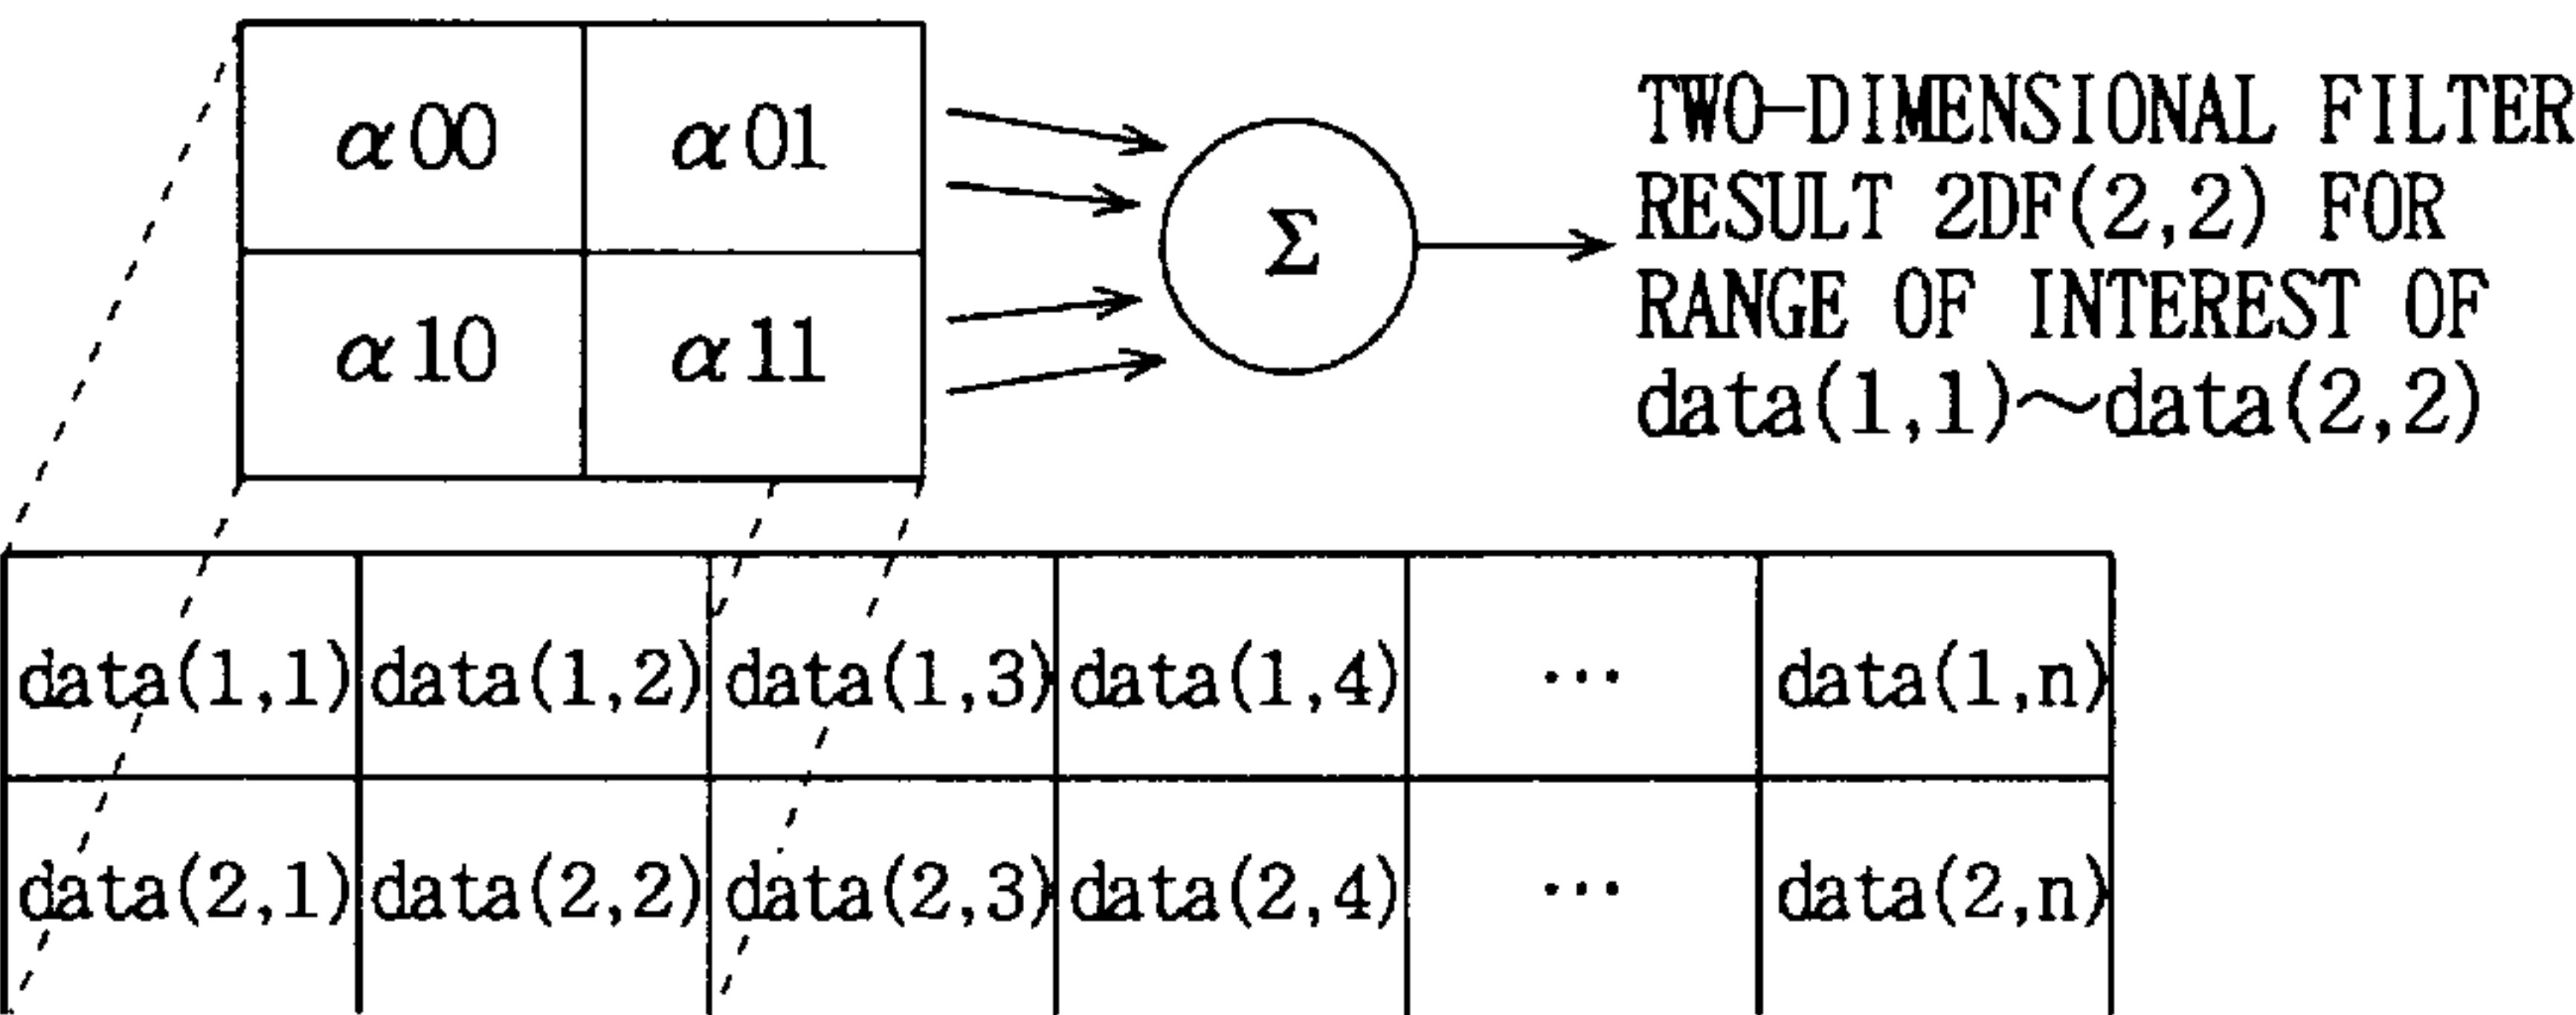 α00 α01
α10 α11
Σ
TWO-DIMENSIONAL FILTER
RESULT 2DF(2,2) FOR
RANGE OF INTEREST OF
data(1,1)～data(2,2)
data(1,1) data(1,2) data(1,3) data(1,4) ··· data(1,n)
data(2,1) data(2,2) data(2,3) data(2,4) ··· data(2,n)